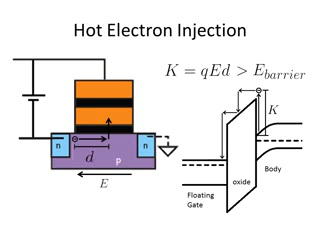 Hot Electron Injection
K = qEd > E_barrier
K
n
d
n
p
E
Floating
Gate
oxide
Body